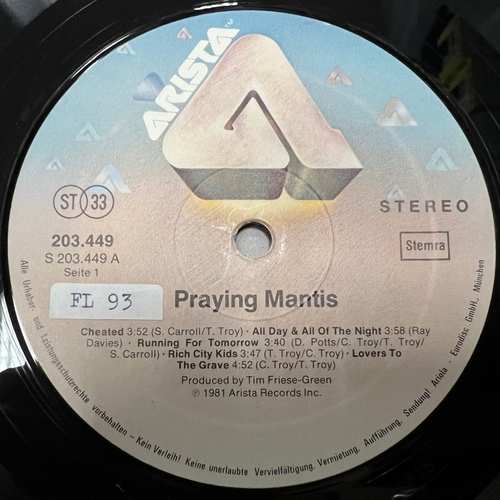 ARISTA
ST 33
STEREO
203.449
S 203.449 A
Seite 1
Stemra
FL 93
Praying Mantis
Cheated 3:52 (S. Carroll/T. Troy) · All Day & All Of The Night 3:58 (Ray
Davies) · Running For Tomorrow 3:40 (D. Potts/C. Troy/T. Troy/
S. Carroll) · Rich City Kids 3:47 (T. Troy/C. Troy) · Lovers To
The Grave 4:52 (C. Troy/T. Troy)
Produced by Tim Friese-Green
℗ 1981 Arista Records Inc.
Alle Urheber- und Leistungsschutzrechte vorbehalten – Kein Verleih! Keine unerlaubte Vervielfältigung, Vermietung, Aufführung, Sendung! Ariola - Eurodisc GmbH., München